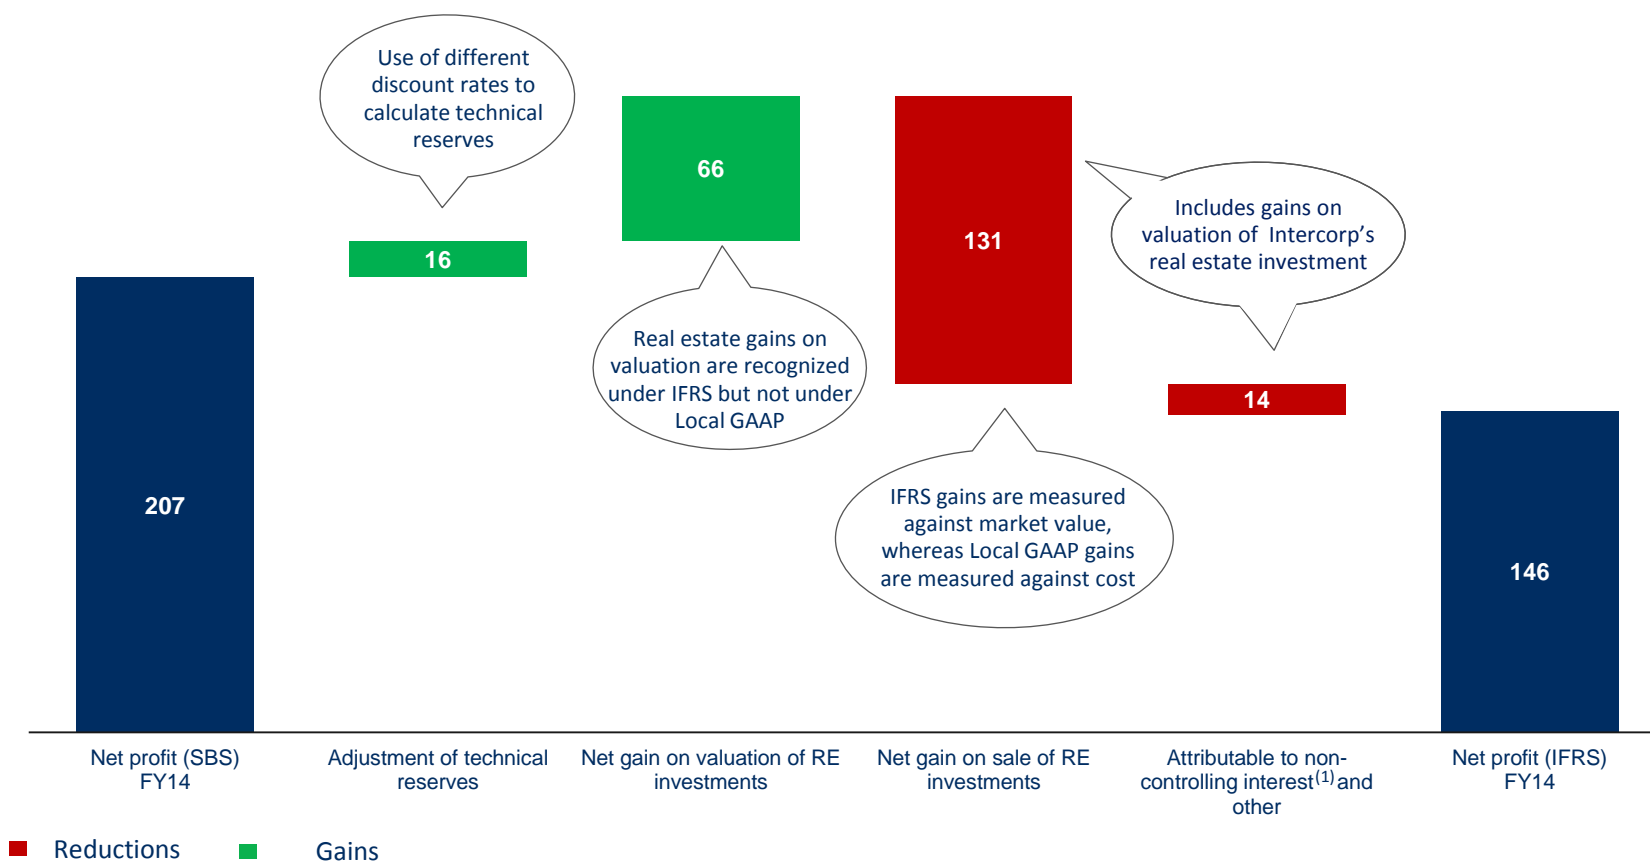 Use of different
discount rates to
calculate technical
reserves
66
16
131
Includes gains on
valuation of Intercorp's
real estate investment
Real estate gains on
valuation are recognized
under IFRS but not under
Local GAAP
14
207
IFRS gains are measured
against market value,
whereas Local GAAP gains
are measured against cost
146
Net profit (SBS)
FY14
Adjustment of technical
reserves
Net gain on valuation of RE
investments
Net gain on sale of RE
investments
Attributable to non-
controlling interest(1) and
other
Net profit (IFRS)
FY14
Reductions
Gains